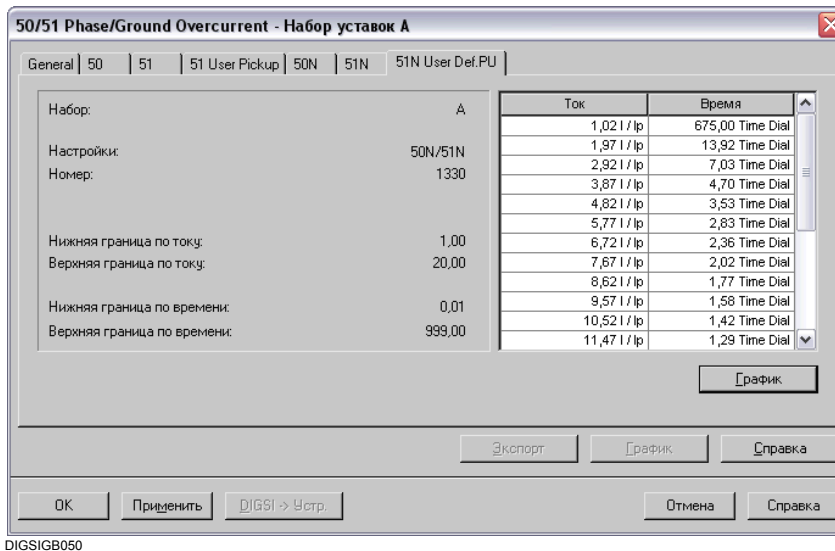 50/51 Phase/Ground Overcurrent - Набор уставок A
General 50 51 51 User Pickup 50N 51N 51N User Def.PU
Набор: A
Настройки: 50N/51N
Номер: 1330
Нижняя граница по току: 1,00
Верхняя граница по току: 20,00
Нижняя граница по времени: 0,01
Верхняя граница по времени: 999,00
Ток Время
1,02 I / Ip 675,00 Time Dial
1,97 I / Ip 13,92 Time Dial
2,92 I / Ip 7,03 Time Dial
3,87 I / Ip 4,70 Time Dial
4,82 I / Ip 3,53 Time Dial
5,77 I / Ip 2,83 Time Dial
6,72 I / Ip 2,36 Time Dial
7,67 I / Ip 2,02 Time Dial
8,62 I / Ip 1,77 Time Dial
9,57 I / Ip 1,58 Time Dial
10,52 I / Ip 1,42 Time Dial
11,47 I / Ip 1,29 Time Dial
График
Экспорт График Справка
OK Применить DIGSI -> Устр. Отмена Справка
DIGSIGB050